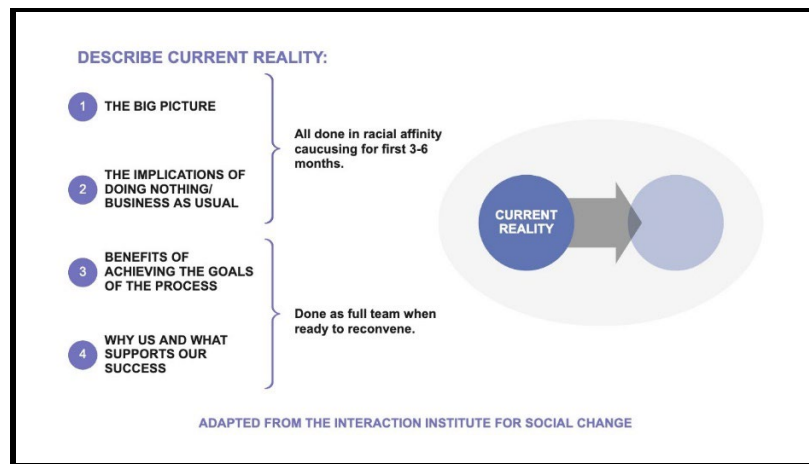 DESCRIBE CURRENT REALITY:
1
THE BIG PICTURE
2
THE IMPLICATIONS OF
DOING NOTHING/
BUSINESS AS USUAL
All done in racial affinity
caucusing for first 3-6
months.
3
BENEFITS OF
ACHIEVING THE GOALS
OF THE PROCESS
4
WHY US AND WHAT
SUPPORTS OUR
SUCCESS
Done as full team when
ready to reconvene.
CURRENT
REALITY
ADAPTED FROM THE INTERACTION INSTITUTE FOR SOCIAL CHANGE